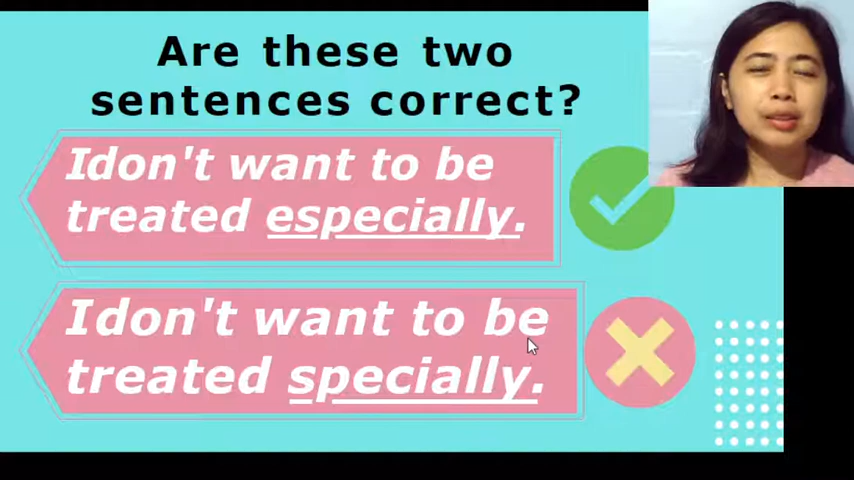 Are these two
sentences correct?
Idon't want to be
treated especially.
Idon't want to be
treated specially.